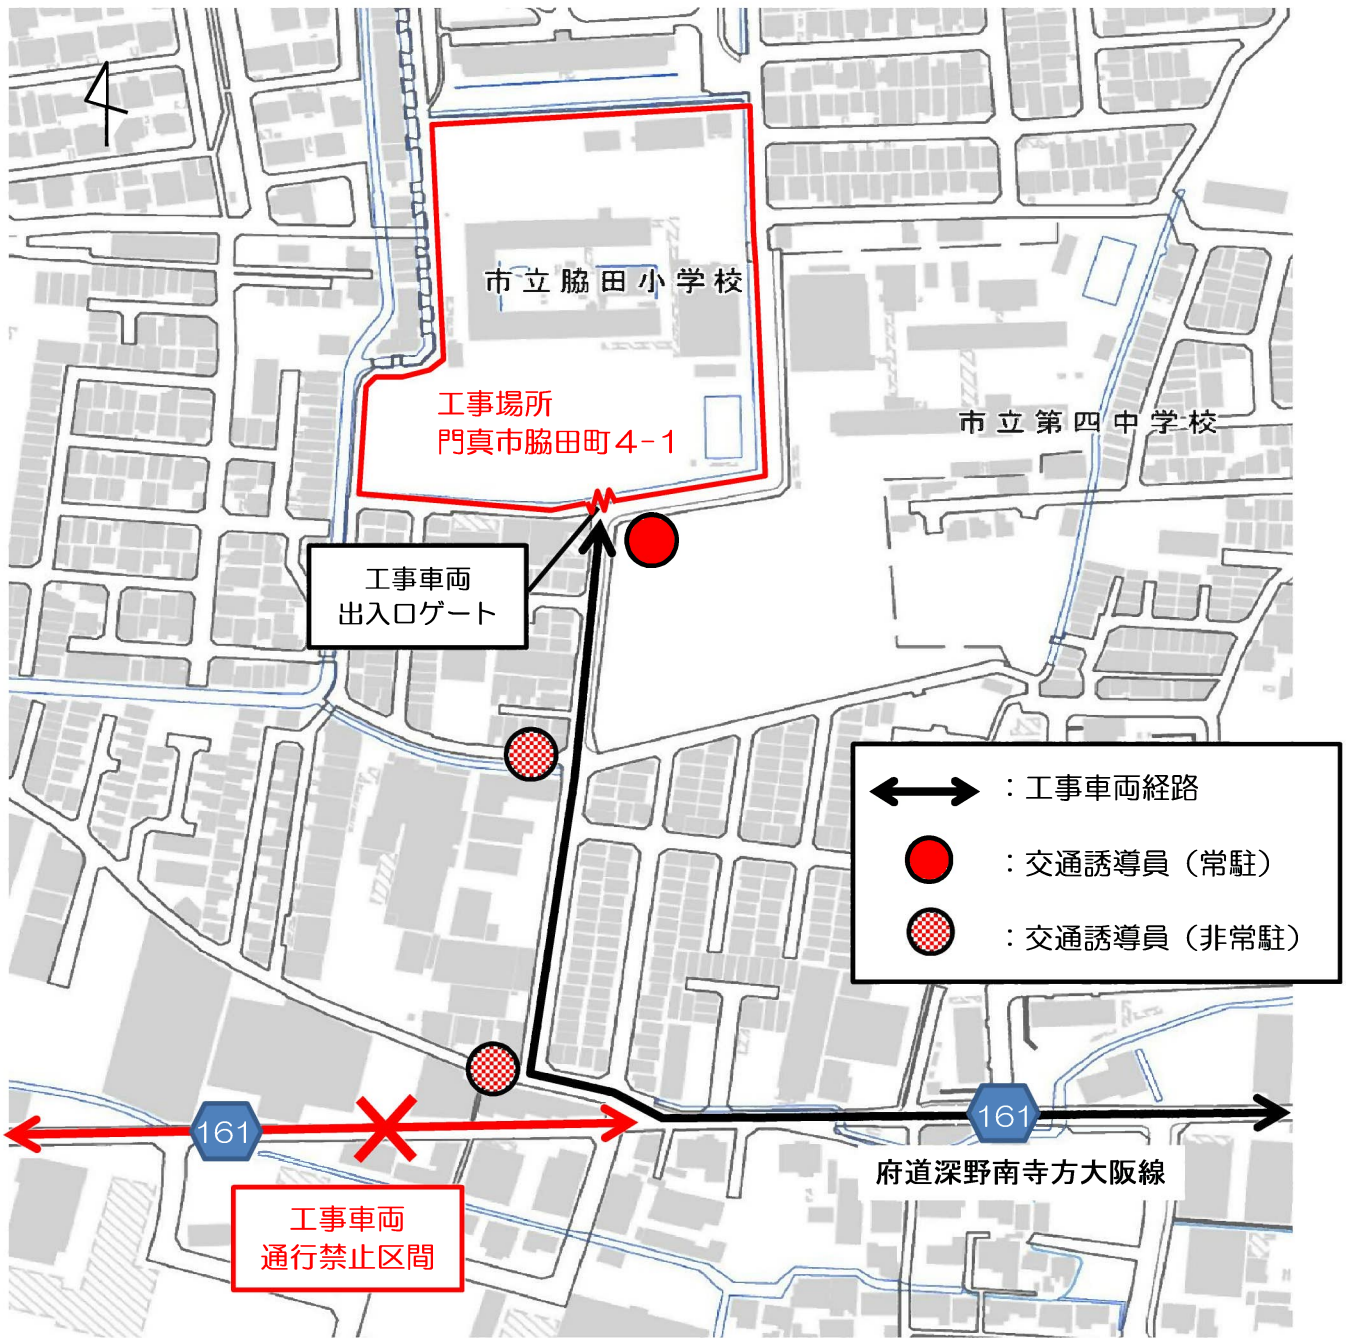 市立脇田小学校
工事場所
門真市脇田町4-1
市立第四中学校
工事車両
出入口ゲート
：工事車両経路
：交通誘導員（常駐）
：交通誘導員（非常駐）
161
161
府道深野南寺方大阪線
工事車両
通行禁止区間